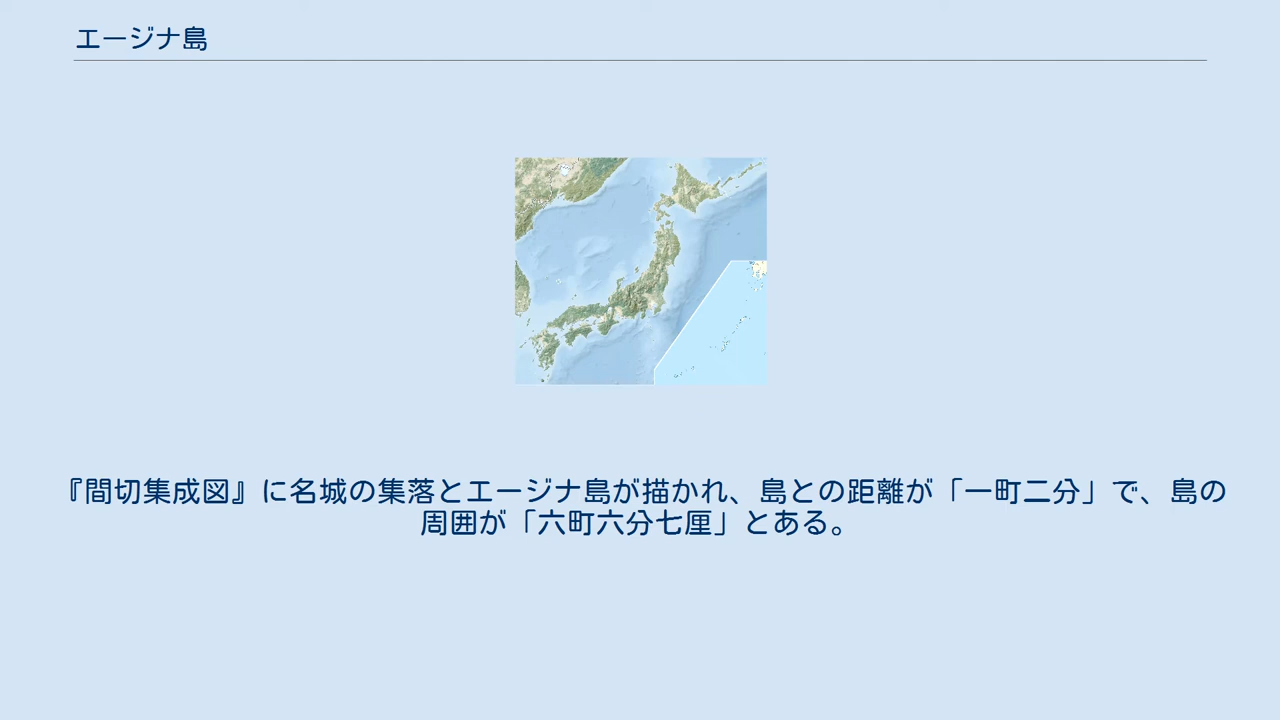 エージナ島
『間切集成図』に名城の集落とエージナ島が描かれ、島との距離が「一町二分」で、島の
周囲が「六町六分七厘」とある。